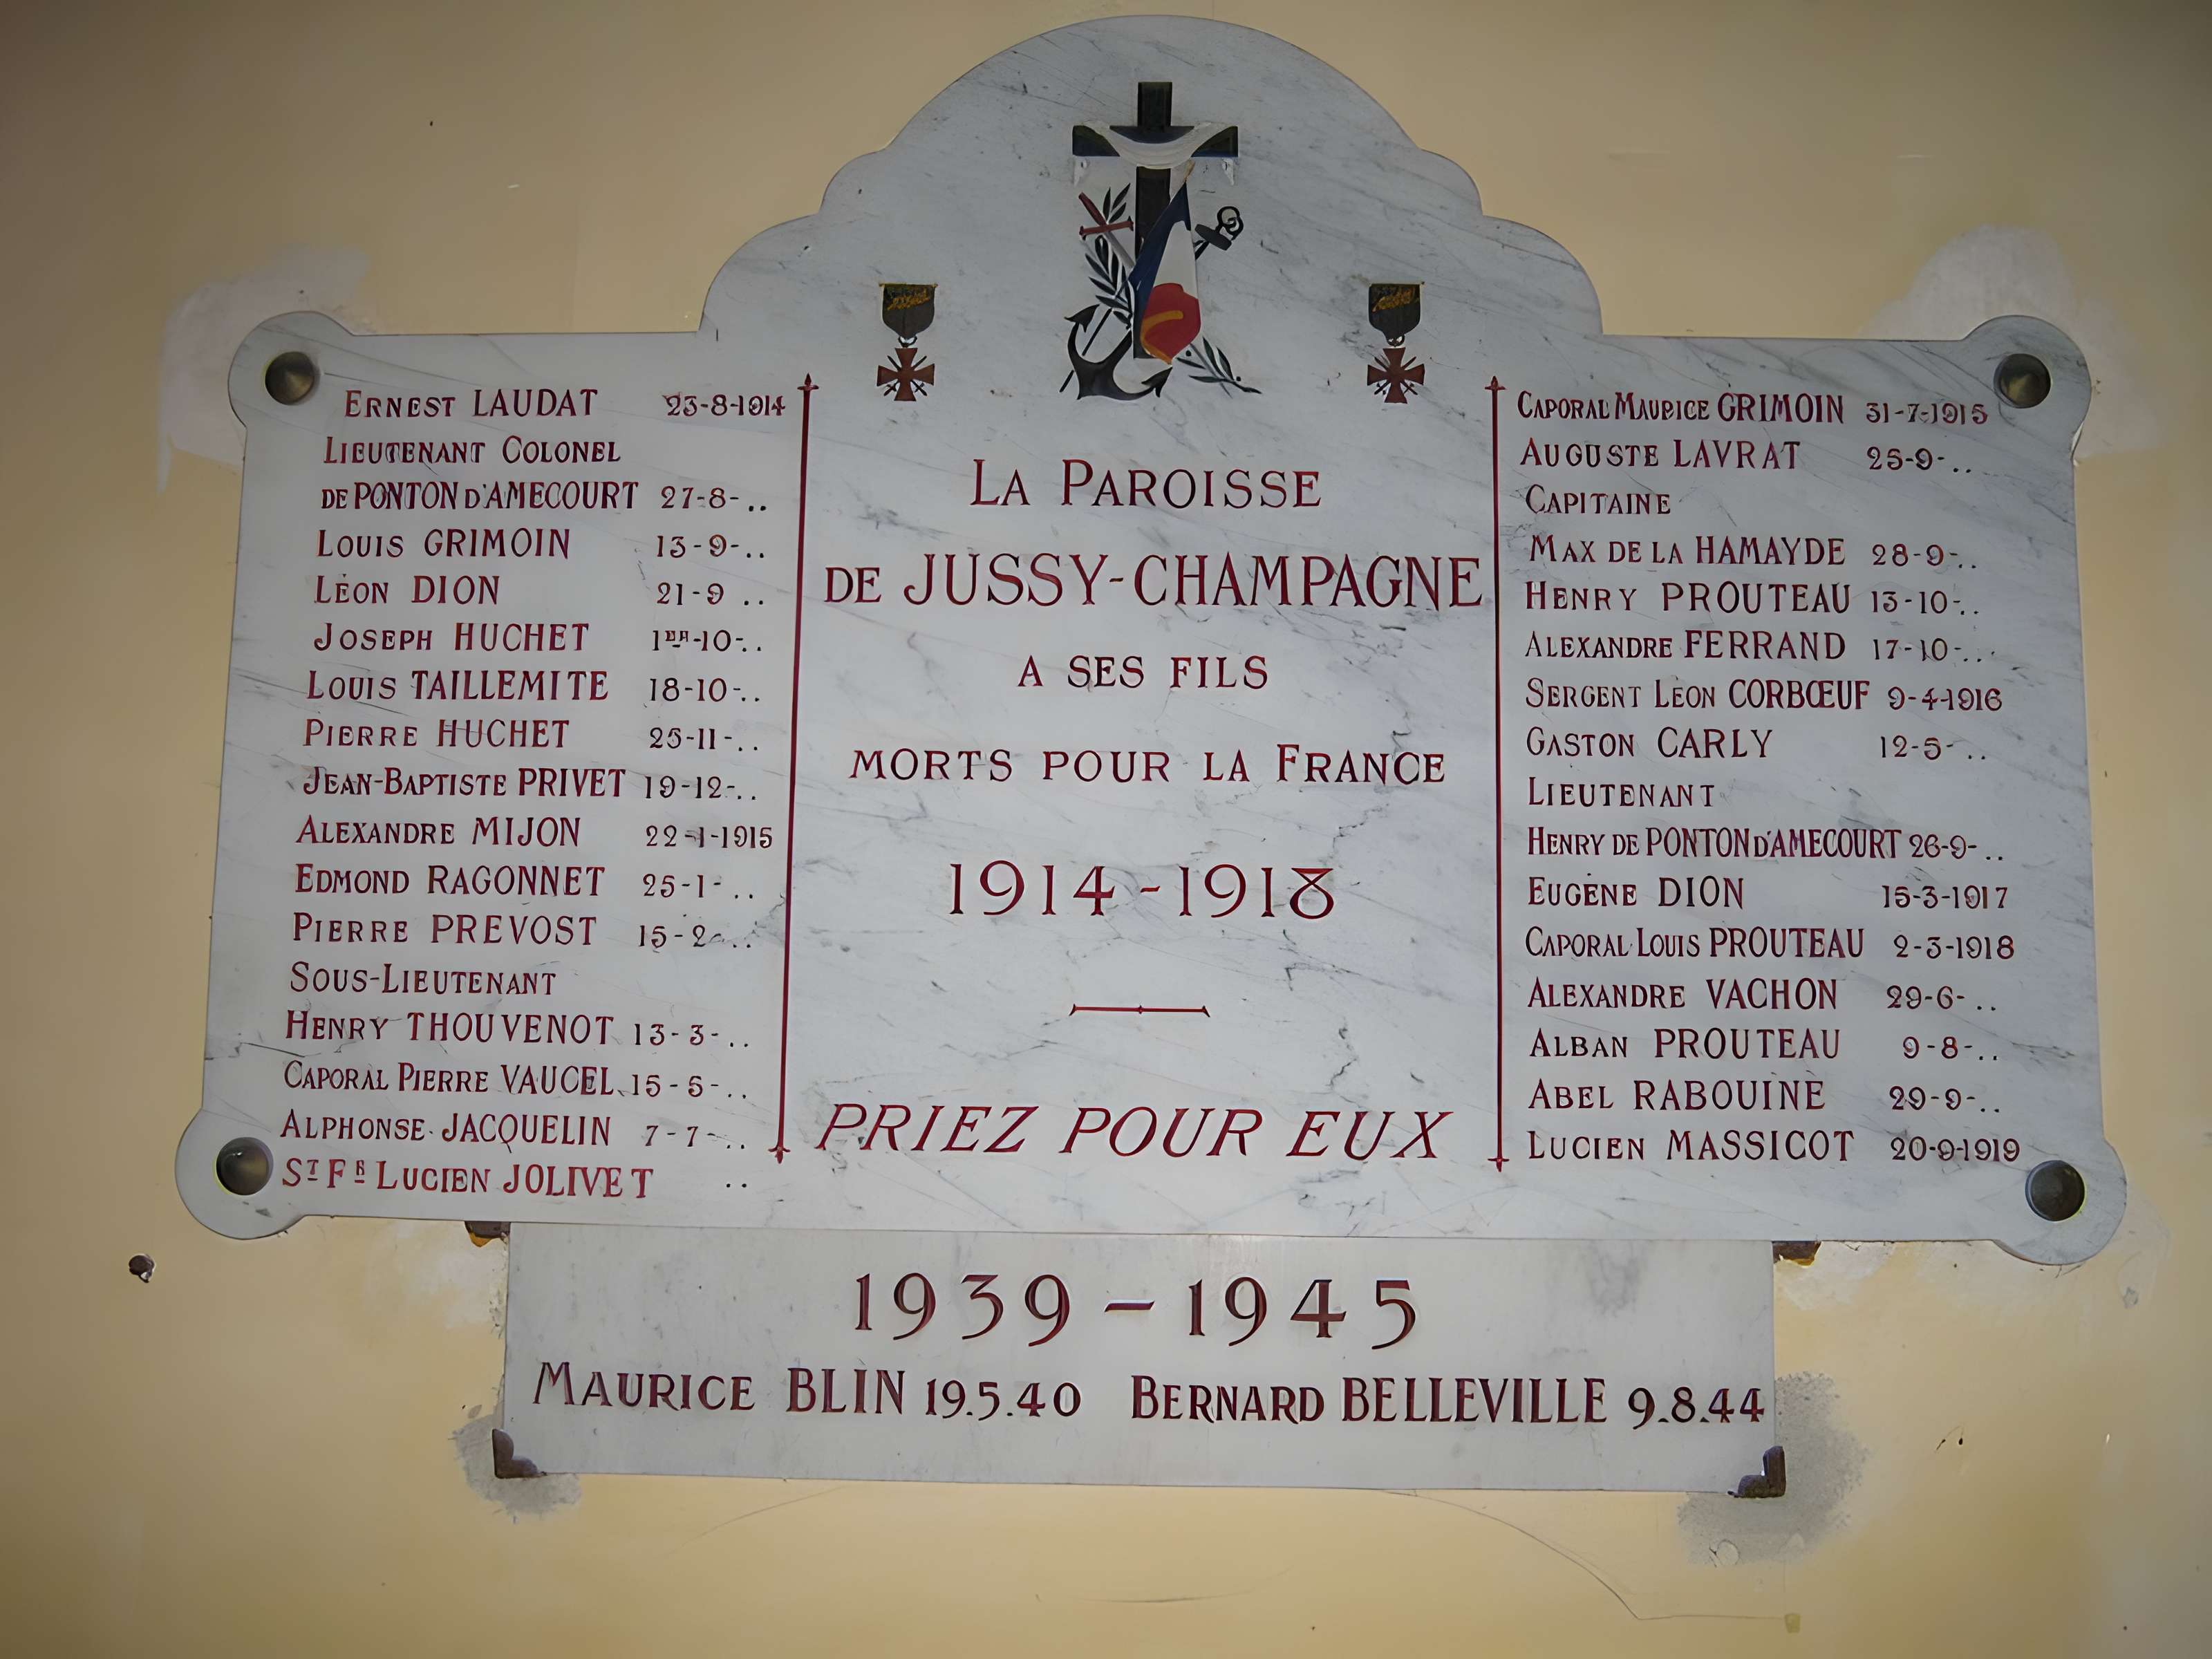 Ernest LAUDAT 23-8-1914
Lieutenant Colonel
de PONTON d'AMECOURT 27-8-..
Louis GRIMOIN 13-9-..
Léon DION 21-9 ..
Joseph HUCHET 1ER-10-..
Louis TAILLEMITE 18-10-..
Pierre HUCHET 25-11-..
Jean-Baptiste PRIVET 19-12-..
Alexandre MIJON 22-1-1915
Edmond RAGONNET 25-1-..
Pierre PREVOST 15-2-..
Sous-Lieutenant
Henry THOUVENOT 13-3-..
Caporal Pierre VAUCEL 15-5-..
Alphonse JACQUELIN 7-7-..
ST FR Lucien JOLIVET ..
La Paroisse
de JUSSY-CHAMPAGNE
A SES FILS
MORTS POUR LA France
1914-1918
PRIEZ POUR EUX
Caporal Maurice GRIMOIN 31-7-1915
Auguste LAVRAT 25-9-..
Capitaine
Max de la HAMAYDE 28-9-..
Henry PROUTEAU 13-10-..
Alexandre FERRAND 17-10-..
Sergent Léon CORBŒUF 9-4-1916
Gaston CARLY 12-5-..
Lieutenant
Henry de PONTON d'AMECOURT 26-9-..
Eugène DION 15-3-1917
Caporal Louis PROUTEAU 2-3-1918
Alexandre VACHON 29-6-..
Alban PROUTEAU 9-8-..
Abel RABOUINE 29-9-..
Lucien MASSICOT 20-9-1919
1939-1945
Maurice BLIN 19.5.40 Bernard BELLEVILLE 9.8.44